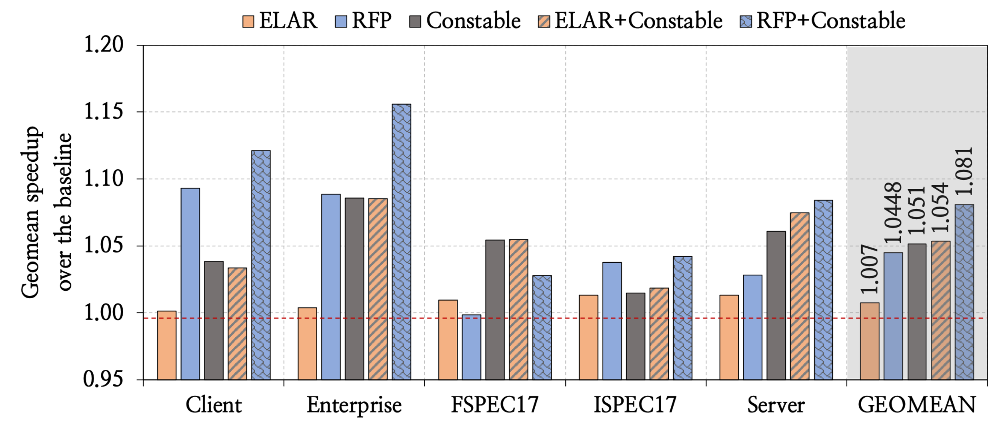 ELAR RFP Constable ELAR+Constable RFP+Constable
Geomean speedup
over the baseline
1.20
1.15
1.10
1.05
1.00
0.95
1.007
1.0448
1.051
1.054
1.081
Client Enterprise FSPEC17 ISPEC17 Server GEOMEAN